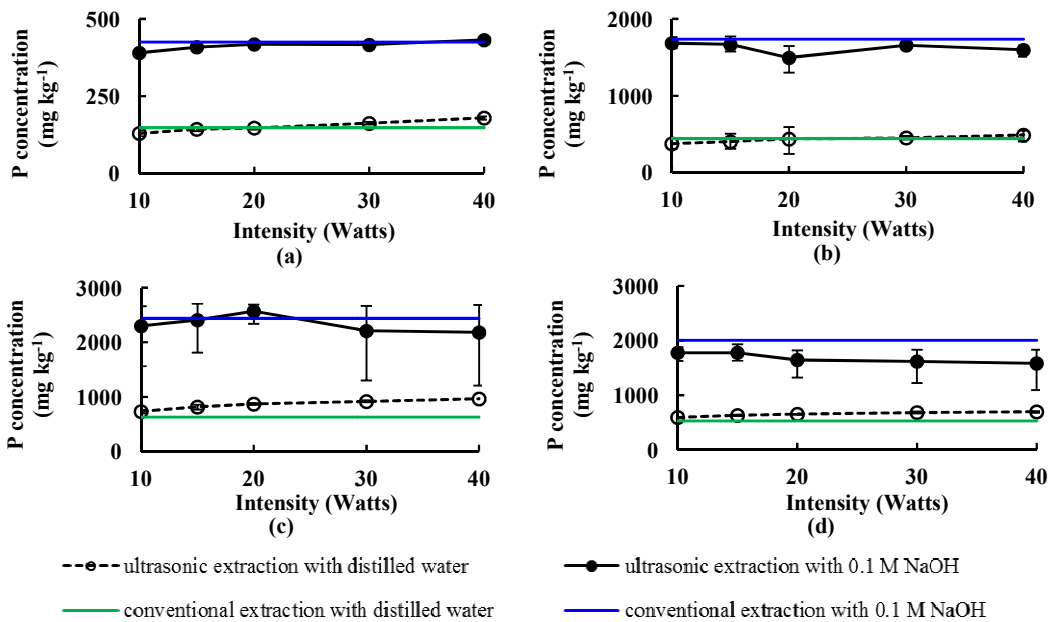 P concentration
(mg kg-1)
500
250
0
10 20 30 40
Intensity (Watts)
(a)
P concentration
(mg kg-1)
2000
1000
0
10 20 30 40
Intensity (Watts)
(b)
P concentration
(mg kg-1)
3000
2000
1000
0
10 20 30 40
Intensity (Watts)
(c)
P concentration
(mg kg-1)
3000
2000
1000
0
10 20 30 40
Intensity (Watts)
(d)
ultrasonic extraction with distilled water
ultrasonic extraction with 0.1 M NaOH
conventional extraction with distilled water
conventional extraction with 0.1 M NaOH